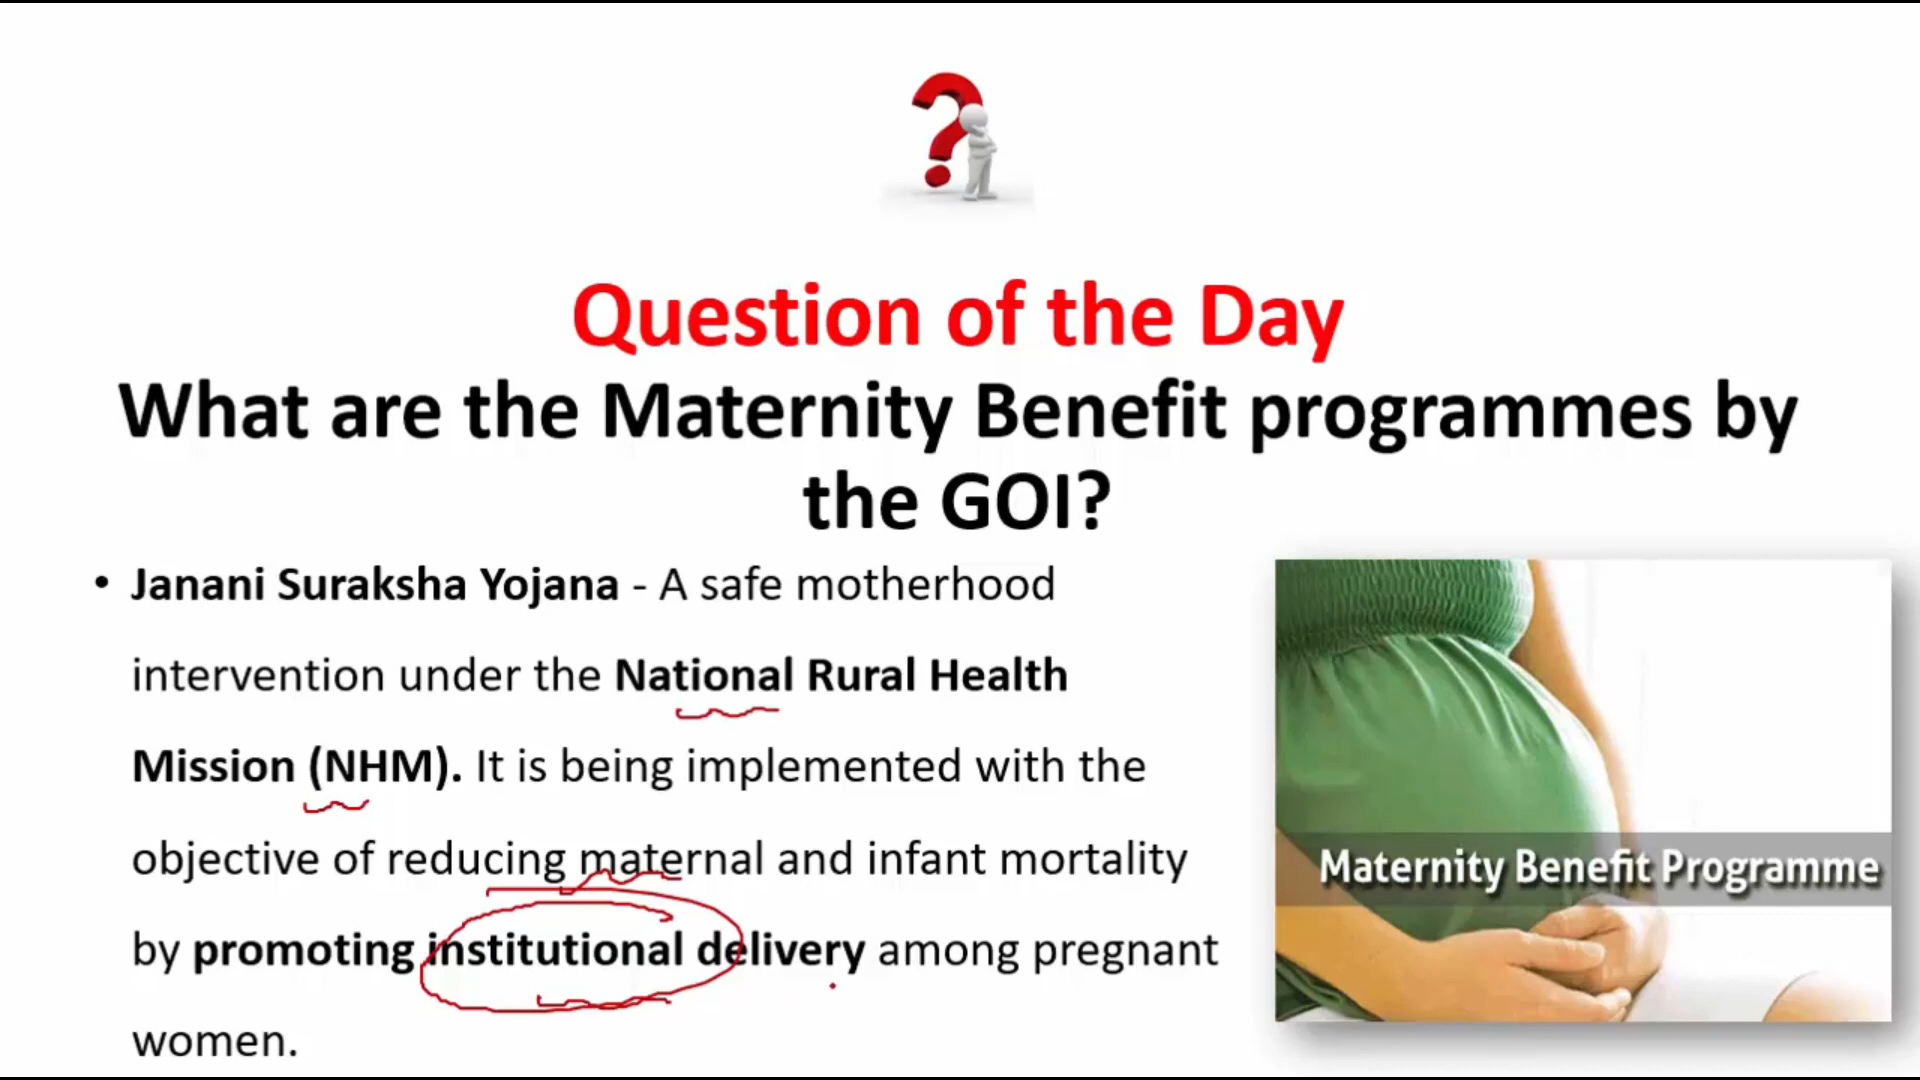 Question of the Day
What are the Maternity Benefit programmes by
the GOI?
• Janani Suraksha Yojana - A safe motherhood
intervention under the National Rural Health
Mission (NHM). It is being implemented with the
objective of reducing maternal and infant mortality
by promoting institutional delivery among pregnant
women.
Maternity Benefit Programme